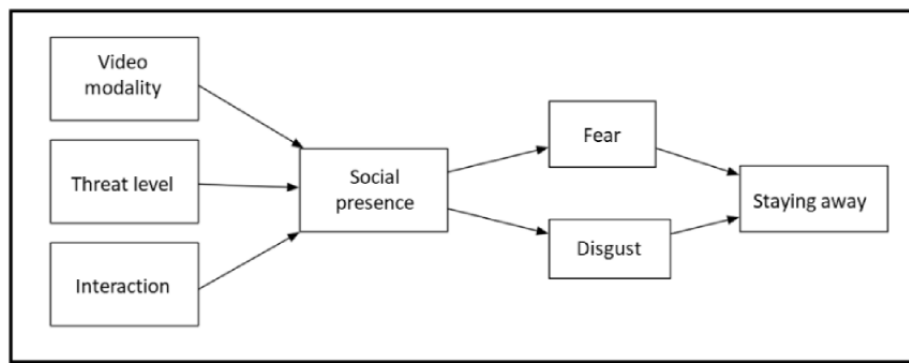 Video
modality
Threat level
Interaction
Social
presence
Fear
Disgust
Staying away